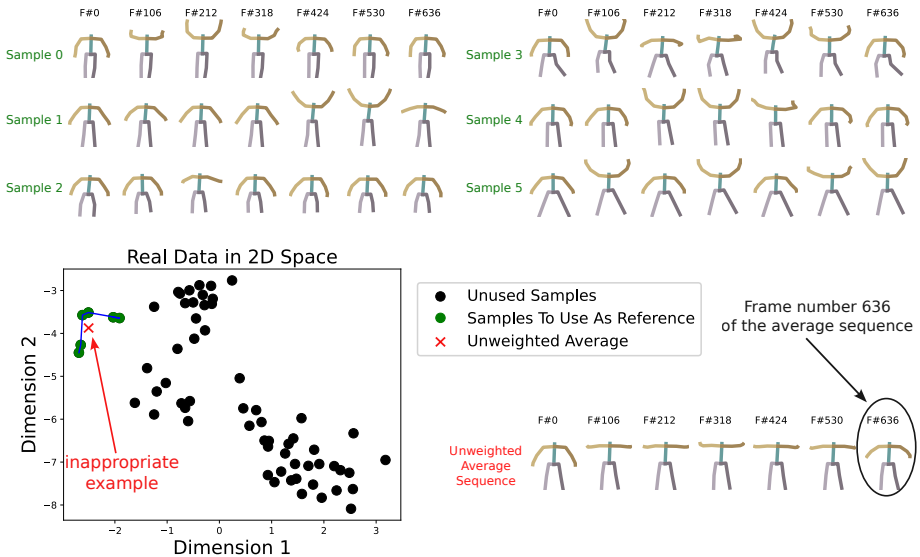 F#0 F#106 F#212 F#318 F#424 F#530 F#636
Sample 0
Sample 1
Sample 2
F#0 F#106 F#212 F#318 F#424 F#530 F#636
Sample 3
Sample 4
Sample 5
Real Data in 2D Space
−3
−4
−5
−6
−7
−8
Dimension 2
−2 −1 0 1 2 3
Dimension 1
inappropriate
example
Unused Samples
Samples To Use As Reference
Unweighted Average
Frame number 636
of the average sequence
F#0 F#106 F#212 F#318 F#424 F#530 F#636
Unweighted
Average
Sequence